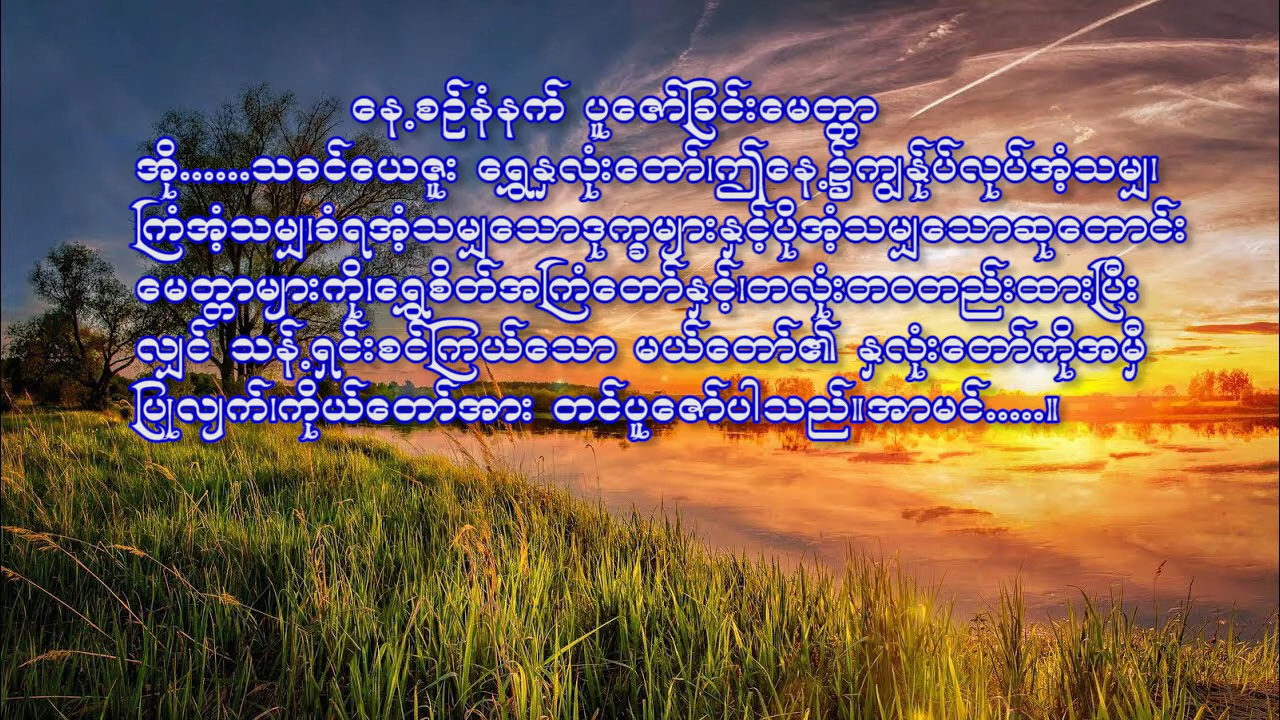 နေ့စဉ်နံနက် ပူဇော်ခြင်းမေတ္တာ
အို.......သခင်ယေဇူး ရွှေနှလုံးတော်၊ဤနေ့၌ကျွန်ုပ်လုပ်အံ့သမျှ၊
ကြံအံ့သမျှ၊ခံရအံ့သမျှသောဒုက္ခများနှင့်ပိုအံ့သမျှသောဆုတောင်း
မေတ္တာများကို၊ရွှေစိတ်အကြံတော်နှင့်၊တလုံးတဝတည်းထားပြီး
လျှင် သန့်ရှင်းစင်ကြယ်သော မယ်တော်၏ နှလုံးတော်ကိုအမှီ
ပြုလျက်၊ကိုယ်တော်အား တင်ပူဇော်ပါသည်။အာမင်.....။